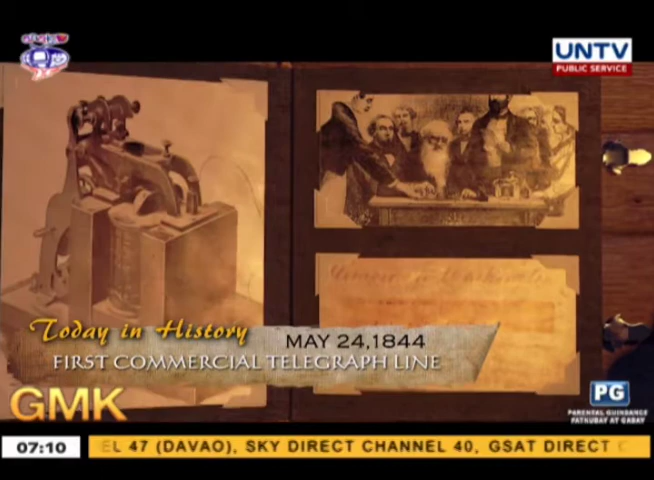 UNTV
PUBLIC SERVICE
Today in History
MAY 24,1844
FIRST COMMERCIAL TELEGRAPH LINE
GMK
PG
PARENTAL GUIDANCE
PATNUBAY AT GABAY
07:10
EL 47 (DAVAO), SKY DIRECT CHANNEL 40, GSAT DIRECT